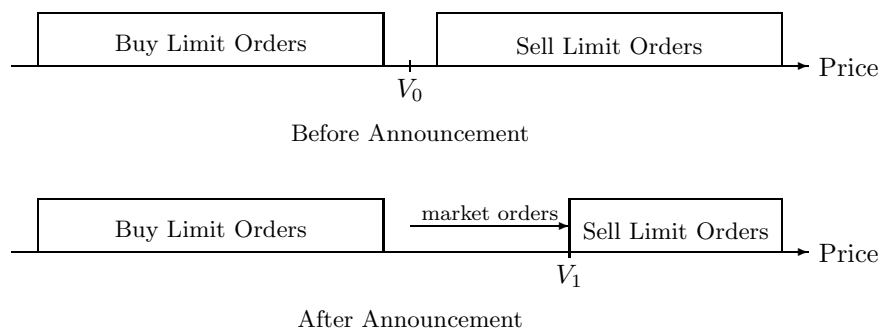 Buy Limit Orders
Sell Limit Orders
Price
V0
Before Announcement
market orders
Buy Limit Orders
Sell Limit Orders
Price
V1
After Announcement